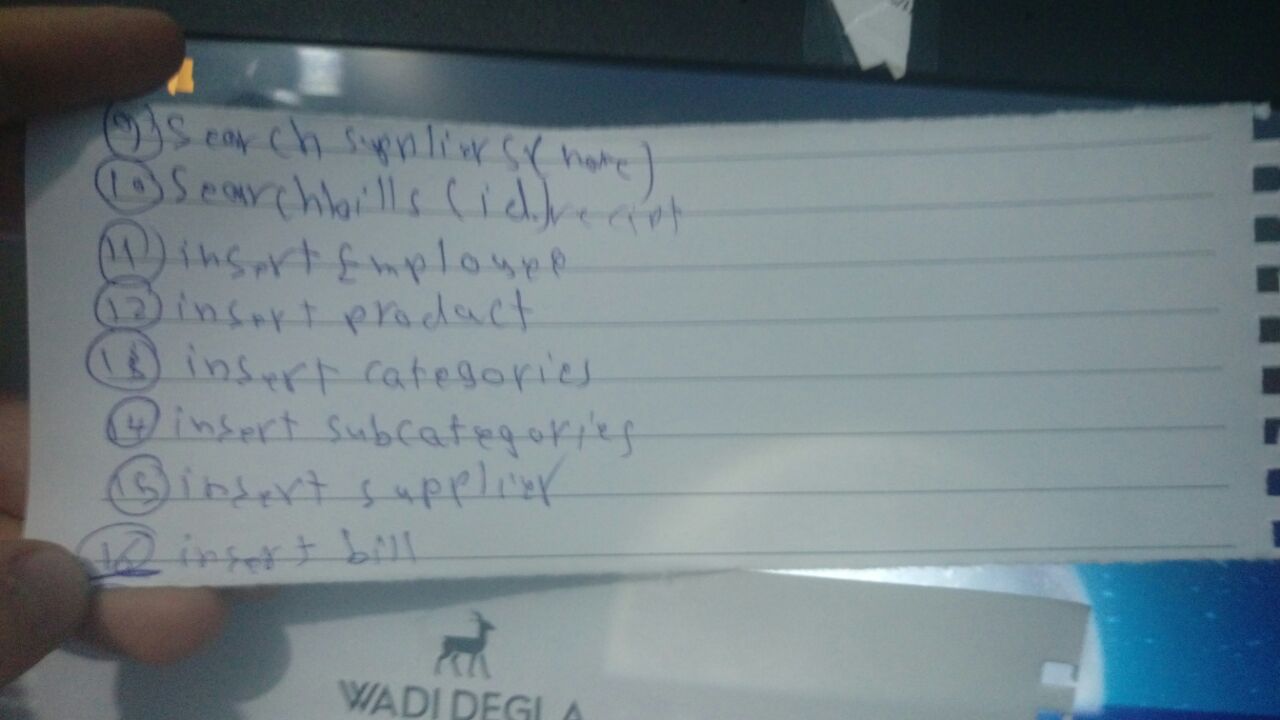 9) Search suppliers (name)
10) Search bills (id) recipt
11) insert Employee
12) insert product
13 insert categories
14 insert subcategories
15) insert supplier
16 insert bill
WADI DEGLA